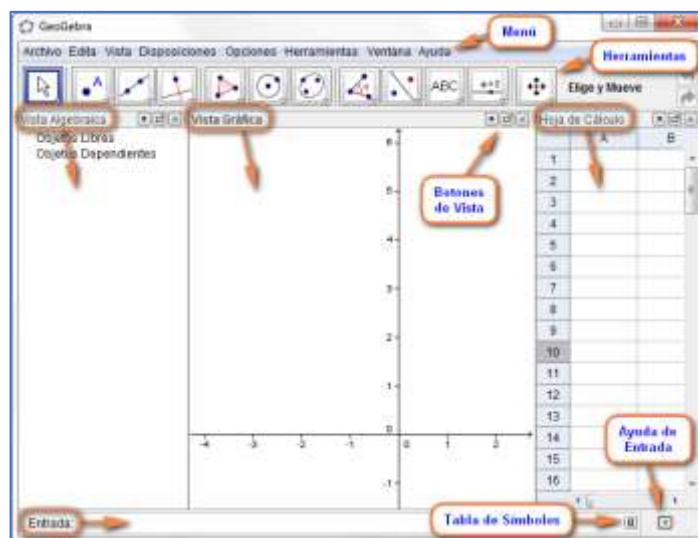 GeoGebra
Menú
Archivo Edita Vista Disposiciones Opciones Herramientas Ventana Ayuda
Herramientas
A
ABC
a=2
Elige y Mueve
Vista Algebraica
Vista Gráfica
Hoja de Cálculo
Objetos Libres
Objetos Dependientes
Botones
de Vista
A B
1
2
3
4
5
6
7
8
9
10
11
12
13
14
15
16
6
5
4
3
2
1
0
-1
-4 -3 -2 -1 0 1 2
Ayuda de
Entrada
Entrada:
Tabla de Símbolos